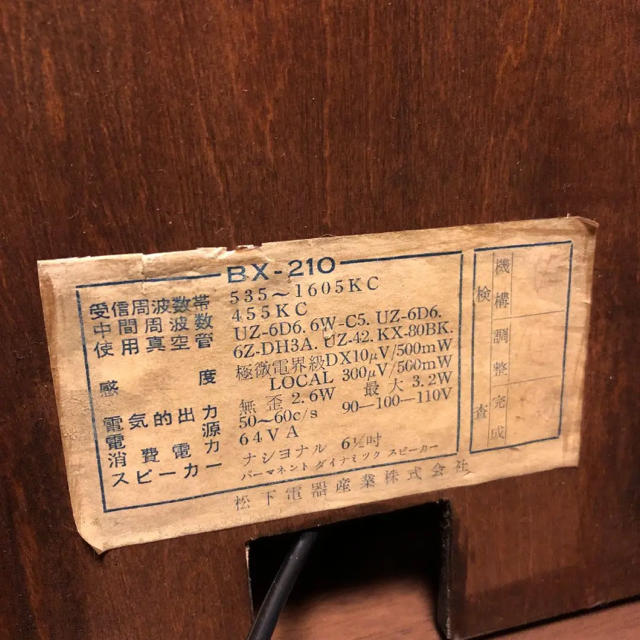 BX-210
受信周波数帯 535～1605KC
中間周波数 455KC
使用真空管 UZ-6D6. 6W-C5. UZ-6D6.
6Z-DH3A. UZ-42. KX-80BK.
感度 極微電界級DX10μV/500mW
LOCAL 300μV/500mW
電気的出力 無歪2.6W 最大3.2W
電源 50～60c/s 90-100-110V
消費電力 64VA
スピーカー ナショナル 6½吋
パーマネント ダイナミック スピーカー
松下電器産業株式会社
検査
機構
調整
完成